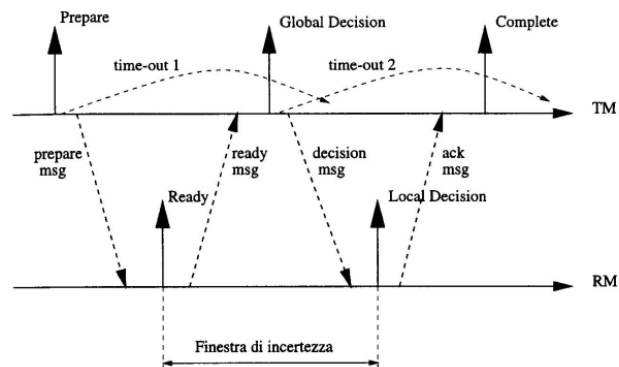 Prepare
Global Decision
Complete
time-out 1
time-out 2
TM
prepare
msg
ready
msg
decision
msg
ack
msg
Ready
Local Decision
RM
Finestra di incertezza